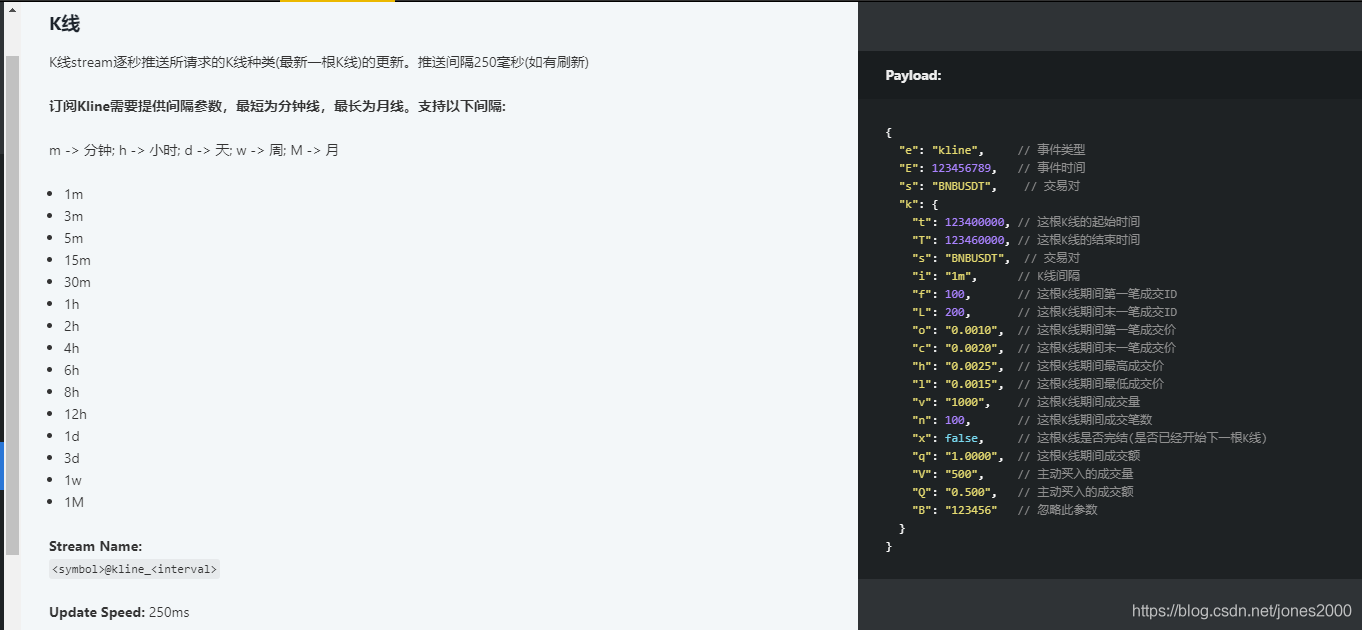 K线
K线stream逐秒推送所请求的K线种类(最新一根K线)的更新。推送间隔250毫秒(如有刷新)
订阅Kline需要提供间隔参数，最短为分钟线，最长为月线。支持以下间隔:
m -> 分钟; h -> 小时; d -> 天; w -> 周; M -> 月
• 1m
• 3m
• 5m
• 15m
• 30m
• 1h
• 2h
• 4h
• 6h
• 8h
• 12h
• 1d
• 3d
• 1w
• 1M
Stream Name:
<symbol>@kline_<interval>
Update Speed: 250ms
Payload:
{
  "e": "kline",     // 事件类型
  "E": 123456789,   // 事件时间
  "s": "BNBUSDT",    // 交易对
  "k": {
    "t": 123400000, // 这根K线的起始时间
    "T": 123460000, // 这根K线的结束时间
    "s": "BNBUSDT",  // 交易对
    "i": "1m",      // K线间隔
    "f": 100,       // 这根K线期间第一笔成交ID
    "L": 200,       // 这根K线期间末一笔成交ID
    "o": "0.0010",  // 这根K线期间第一笔成交价
    "c": "0.0020",  // 这根K线期间末一笔成交价
    "h": "0.0025",  // 这根K线期间最高成交价
    "l": "0.0015",  // 这根K线期间最低成交价
    "v": "1000",    // 这根K线期间成交量
    "n": 100,       // 这根K线期间成交笔数
    "x": false,     // 这根K线是否完结(是否已经开始下一根K线)
    "q": "1.0000",  // 这根K线期间成交额
    "V": "500",     // 主动买入的成交量
    "Q": "0.500",   // 主动买入的成交额
    "B": "123456"   // 忽略此参数
  }
}
https://blog.csdn.net/jones2000